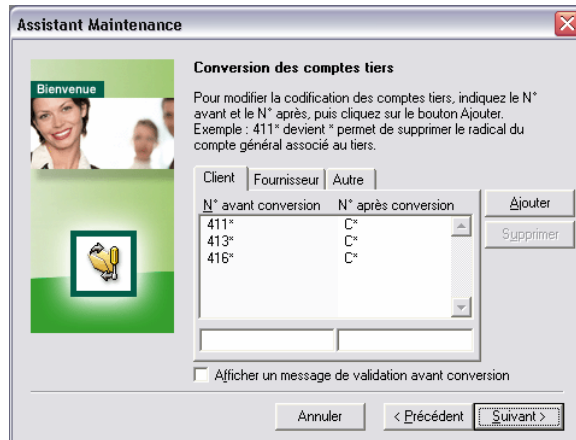 Assistant Maintenance
Bienvenue
Conversion des comptes tiers
Pour modifier la codification des comptes tiers, indiquez le N°
avant et le N° après, puis cliquez sur le bouton Ajouter.
Exemple : 411* devient * permet de supprimer le radical du
compte général associé au tiers.
Client Fournisseur Autre
N° avant conversion N° après conversion
411* C*
413* C*
416* C*
Ajouter
Supprimer
Afficher un message de validation avant conversion
Annuler < Précédent Suivant >